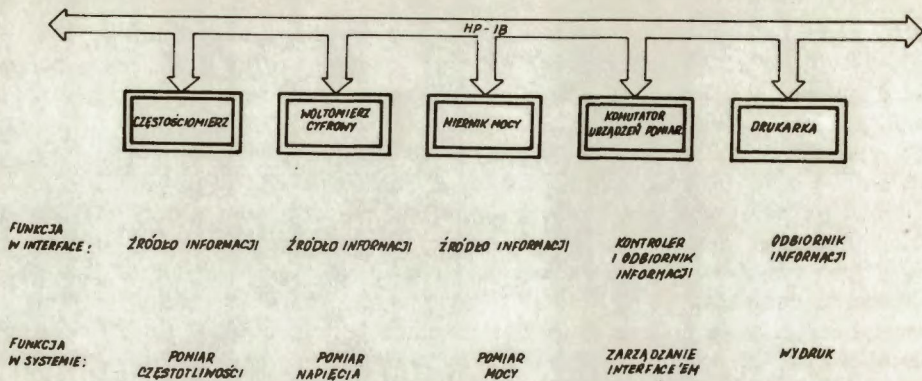 HP-IB
CZĘSTOŚCIOMIERZ
WOLTOMIERZ
CYFROWY
MIERNIK MOCY
KOMUTATOR
URZĄDZEŃ POMIAR.
DRUKARKA
FUNKCJA
W INTERFACE:
ŹRÓDŁO INFORMACJI
ŹRÓDŁO INFORMACJI
ŹRÓDŁO INFORMACJI
KONTROLER
I ODBIORNIK
INFORMACJI
ODBIORNIK
INFORMACJI
FUNKCJA
W SYSTEMIE:
POMIAR
CZĘSTOTLIWOŚCI
POMIAR
NAPIĘCIA
POMIAR
MOCY
ZARZĄDZANIE
INTERFACE'EM
WYDRUK